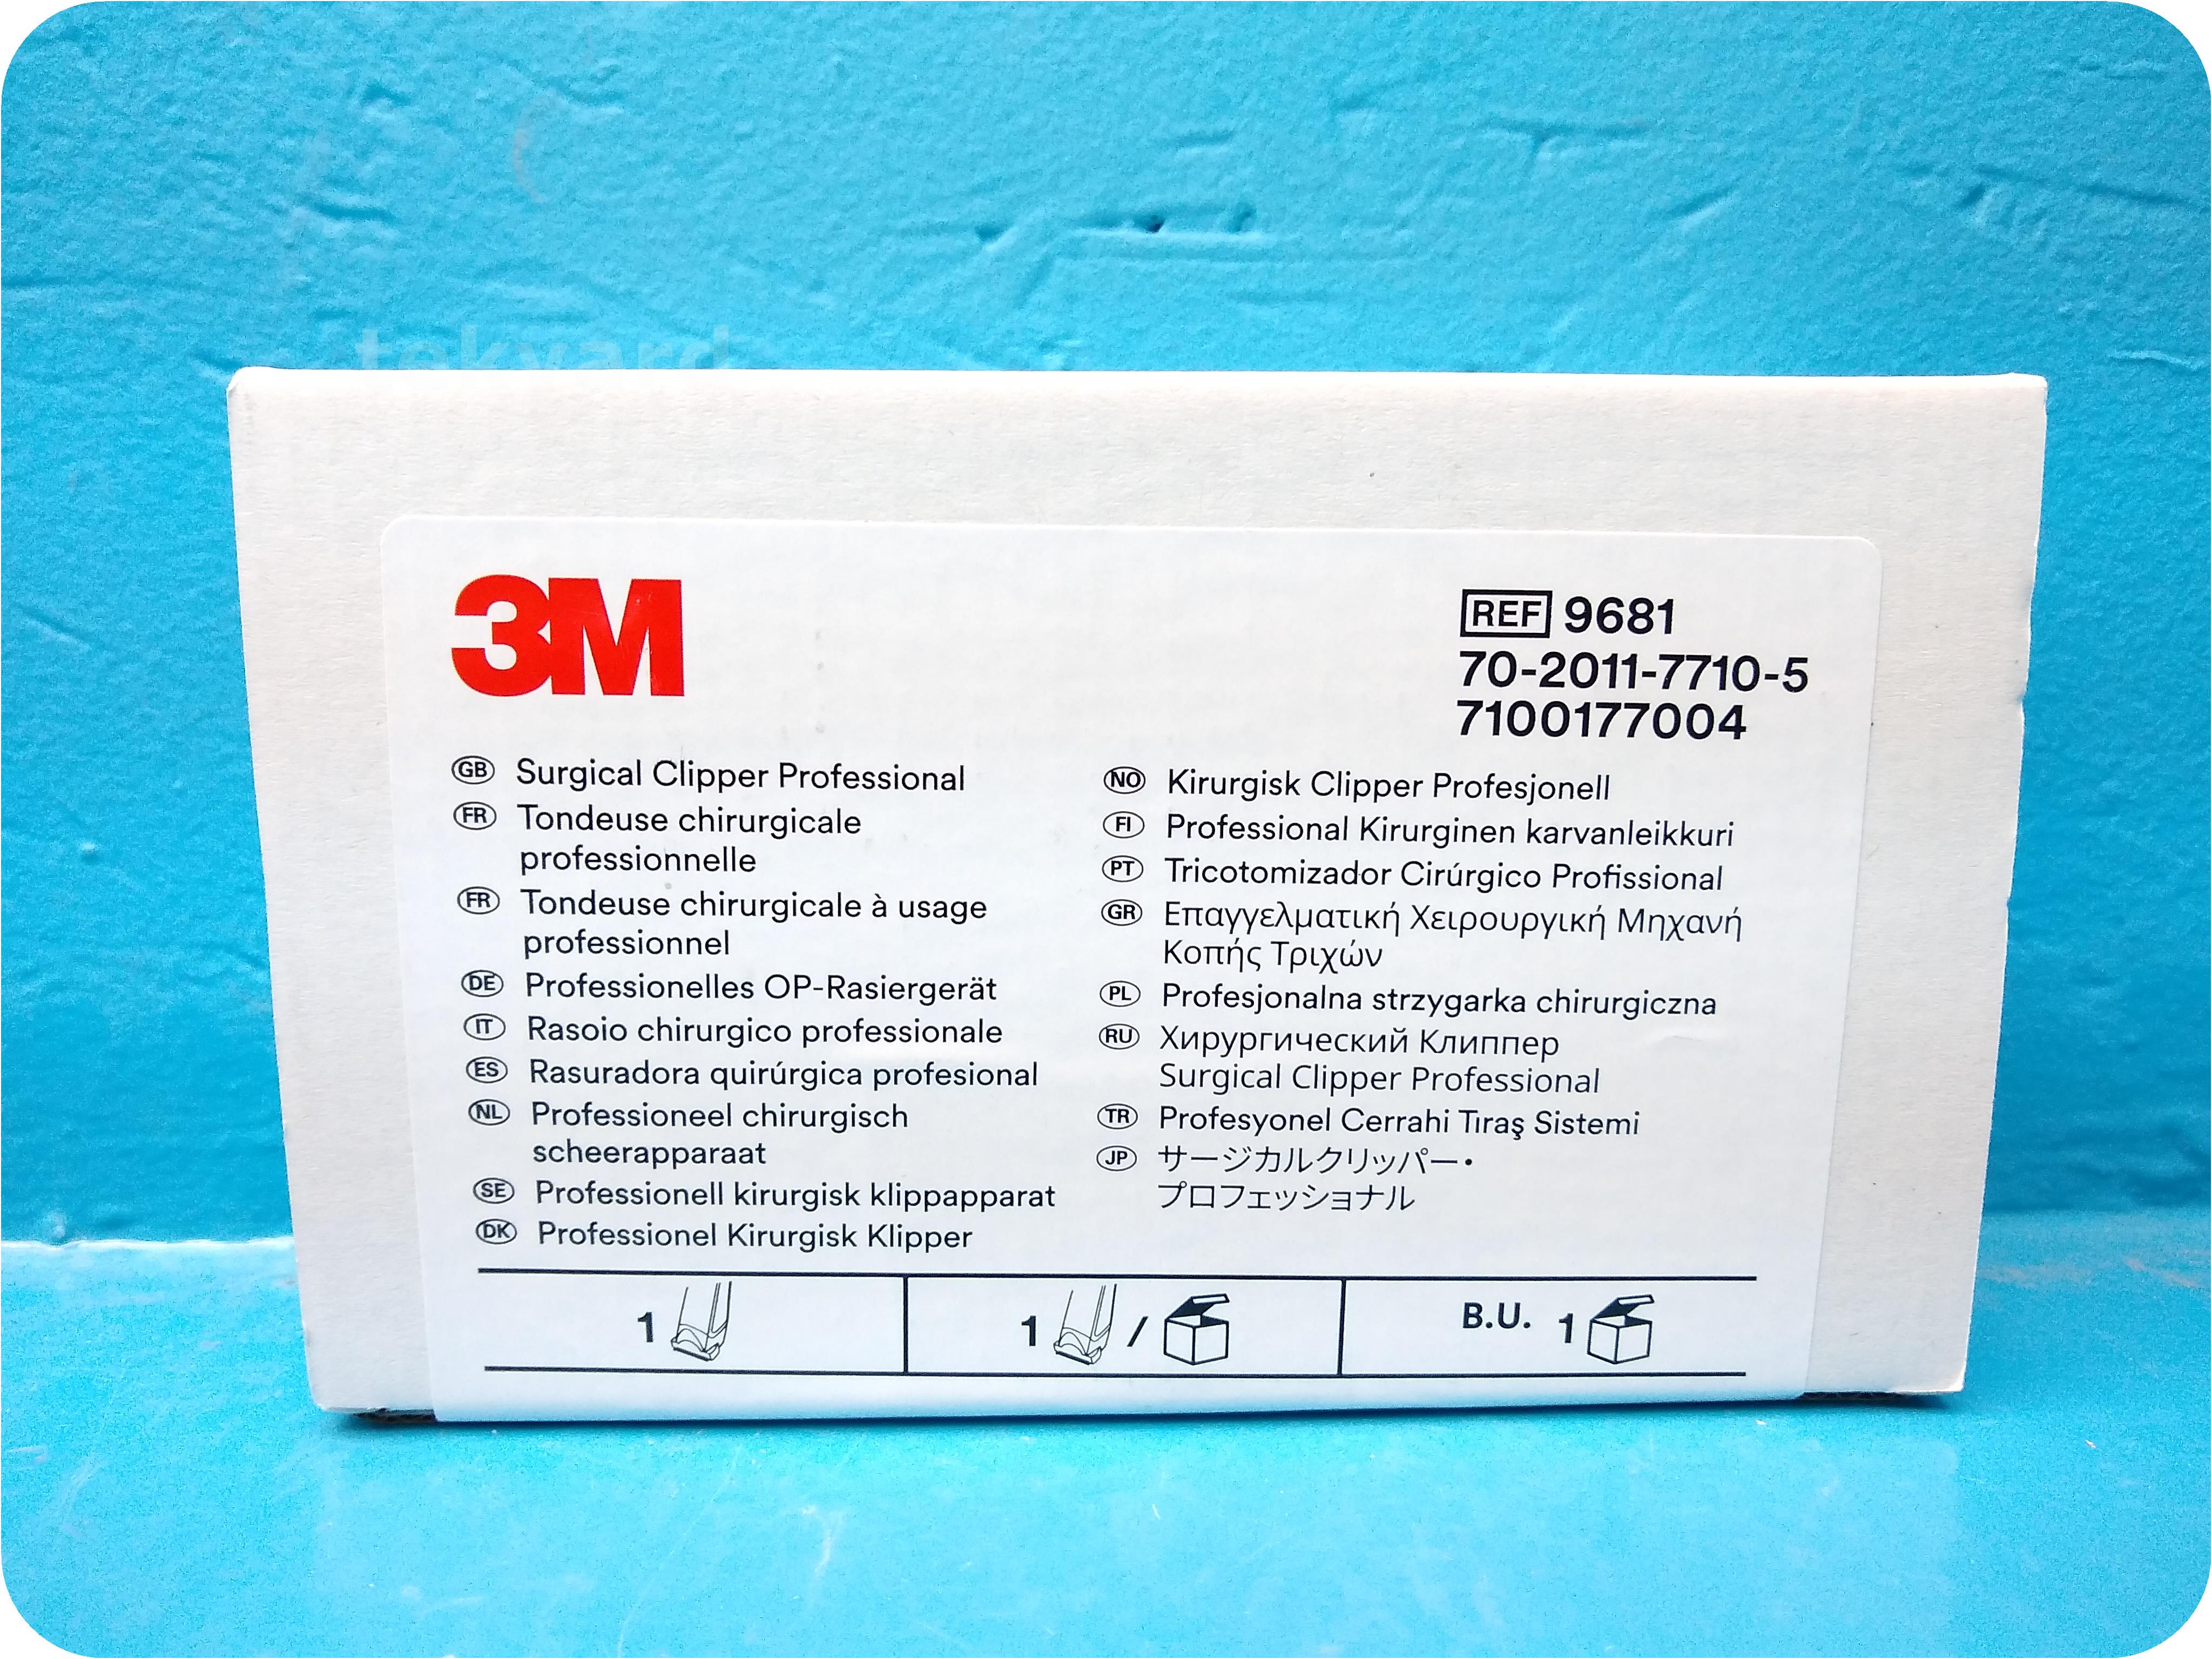 tekyard
3M
REF 9681
70-2011-7710-5
7100177004
GB Surgical Clipper Professional
FR Tondeuse chirurgicale
professionnelle
FR Tondeuse chirurgicale à usage
professionnel
DE Professionelles OP-Rasiergerät
IT Rasoio chirurgico professionale
ES Rasuradora quirúrgica profesional
NL Professioneel chirurgisch
scheerapparaat
SE Professionell kirurgisk klippapparat
DK Professionel Kirurgisk Klipper
NO Kirurgisk Clipper Profesjonell
FI Professional Kirurginen karvanleikkuri
PT Tricotomizador Cirúrgico Profissional
GR Επαγγελματική Χειρουργική Μηχανή
Κοπής Τριχών
PL Profesjonalna strzygarka chirurgiczna
RU Хирургический Клиппер
Surgical Clipper Professional
TR Profesyonel Cerrahi Tıraş Sistemi
JP サージカルクリッパー・
プロフェッショナル
1 1 / B.U. 1